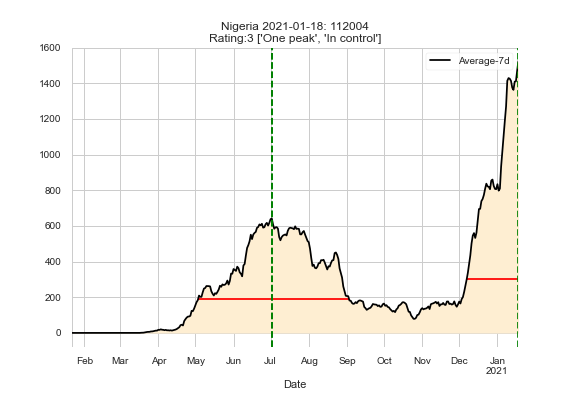 Nigeria 2021-01-18: 112004
Rating:3 ['One peak', 'In control']
1600
1400
1200
1000
800
600
400
200
0
Average-7d
Feb Mar Apr May Jun Jul Aug Sep Oct Nov Dec Jan
2021
Date